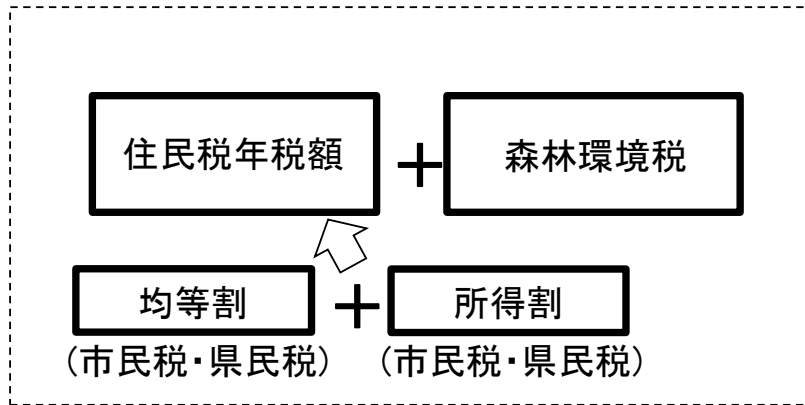 住民税年税額 + 森林環境税
均等割 + 所得割
(市民税・県民税) (市民税・県民税)